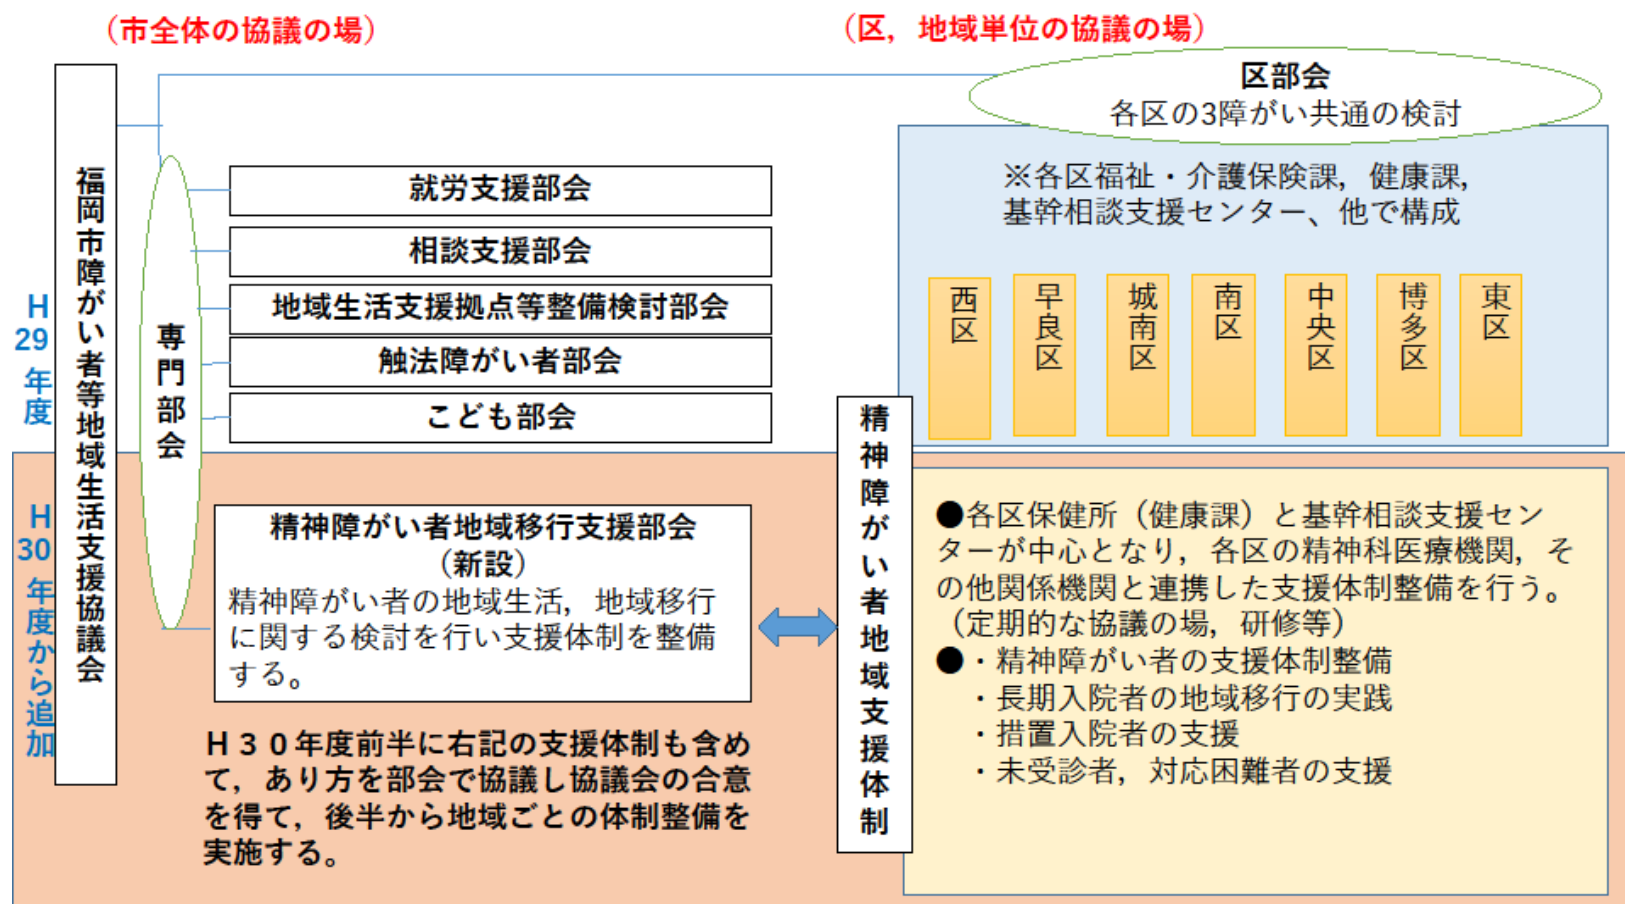 （市全体の協議の場）
（区，地域単位の協議の場）
区部会
各区の3障がい共通の検討
※各区福祉・介護保険課，健康課，
基幹相談支援センター、他で構成
西区
早良区
城南区
南区
中央区
博多区
東区
H29年度
福岡市障がい者等地域生活支援協議会
専門部会
就労支援部会
相談支援部会
地域生活支援拠点等整備検討部会
触法障がい者部会
こども部会
H30年度から追加
精神障がい者地域移行支援部会
（新設）
精神障がい者の地域生活，地域移行
に関する検討を行い支援体制を整備
する。
Ｈ３０年度前半に右記の支援体制も含め
て，あり方を部会で協議し協議会の合意
を得て，後半から地域ごとの体制整備を
実施する。
精神障がい者地域支援体制
●各区保健所（健康課）と基幹相談支援セン
ターが中心となり，各区の精神科医療機関，そ
の他関係機関と連携した支援体制整備を行う。
（定期的な協議の場，研修等）
●・精神障がい者の支援体制整備
・長期入院者の地域移行の実践
・措置入院者の支援
・未受診者，対応困難者の支援